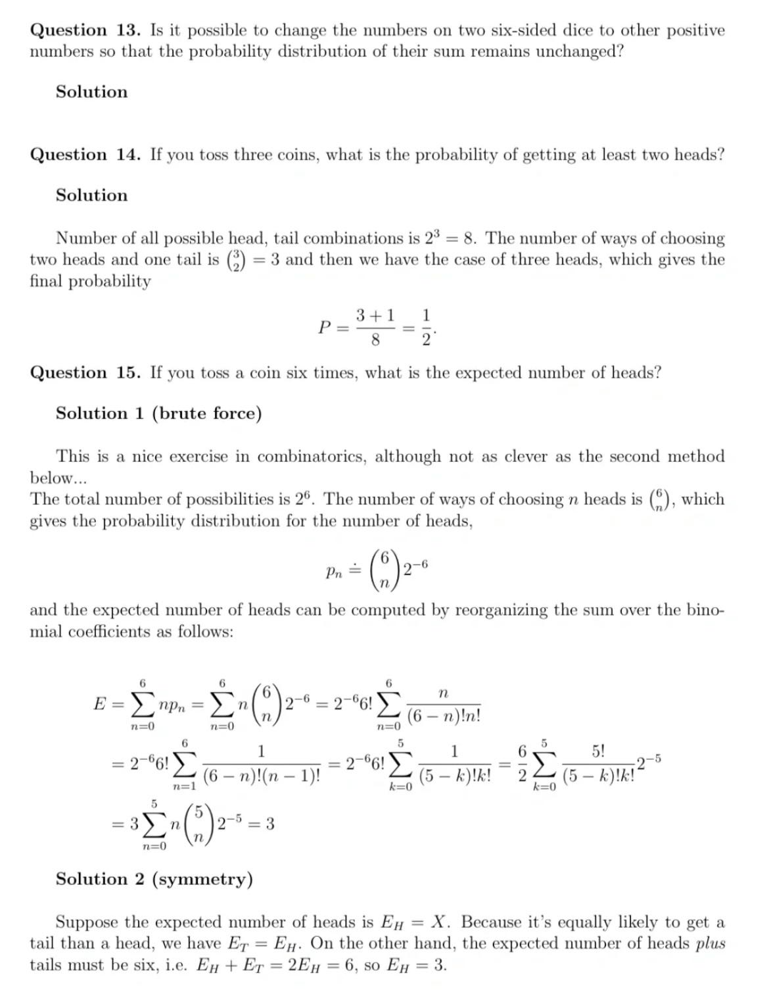 Question 13. Is it possible to change the numbers on two six-sided dice to other positive
numbers so that the probability distribution of their sum remains unchanged?
Solution
Question 14. If you toss three coins, what is the probability of getting at least two heads?
Solution
Number of all possible head, tail combinations is 2³ = 8. The number of ways of choosing
two heads and one tail is \binom{3}{2} = 3 and then we have the case of three heads, which gives the
final probability
P = \frac{3+1}{8} = \frac{1}{2}.
Question 15. If you toss a coin six times, what is the expected number of heads?
Solution 1 (brute force)
This is a nice exercise in combinatorics, although not as clever as the second method
below...
The total number of possibilities is 2⁶. The number of ways of choosing n heads is \binom{6}{n}, which
gives the probability distribution for the number of heads,
p_n ≐ \binom{6}{n} 2^{-6}
and the expected number of heads can be computed by reorganizing the sum over the bino-
mial coefficients as follows:
E = \sum_{n=0}^{6} np_n = \sum_{n=0}^{6} n \binom{6}{n} 2^{-6} = 2^{-6} 6! \sum_{n=0}^{6} \frac{n}{(6-n)!n!}
= 2^{-6} 6! \sum_{n=1}^{6} \frac{1}{(6-n)!(n-1)!} = 2^{-6} 6! \sum_{k=0}^{5} \frac{1}{(5-k)!k!} = \frac{6}{2} \sum_{k=0}^{5} \frac{5!}{(5-k)!k!} 2^{-5}
= 3 \sum_{n=0}^{5} n \binom{5}{n} 2^{-5} = 3
Solution 2 (symmetry)
Suppose the expected number of heads is E_H = X. Because it's equally likely to get a
tail than a head, we have E_T = E_H. On the other hand, the expected number of heads plus
tails must be six, i.e. E_H + E_T = 2E_H = 6, so E_H = 3.